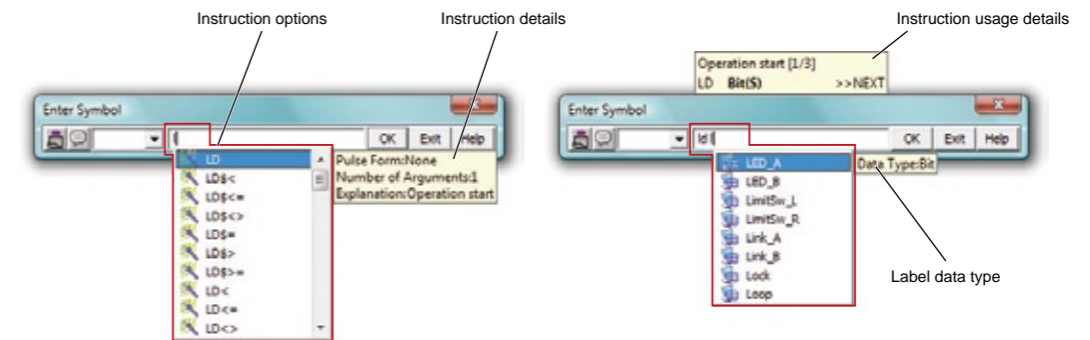 Instruction options
Instruction details
Instruction usage details
Operation start [1/3]
LD Bit(S) >>NEXT
Enter Symbol
l
OK Exit Help
LD
LD$<
LD$<=
LD$<>
LD$=
LD$>
LD$>=
LD<
LD<=
LD<>
Pulse Form:None
Number of Arguments:1
Explanation:Operation start
Enter Symbol
ld l
OK Exit Help
LED_A
LED_B
LimitSw_L
LimitSw_R
Link_A
Link_B
Lock
Loop
Data Type:Bit
Label data type